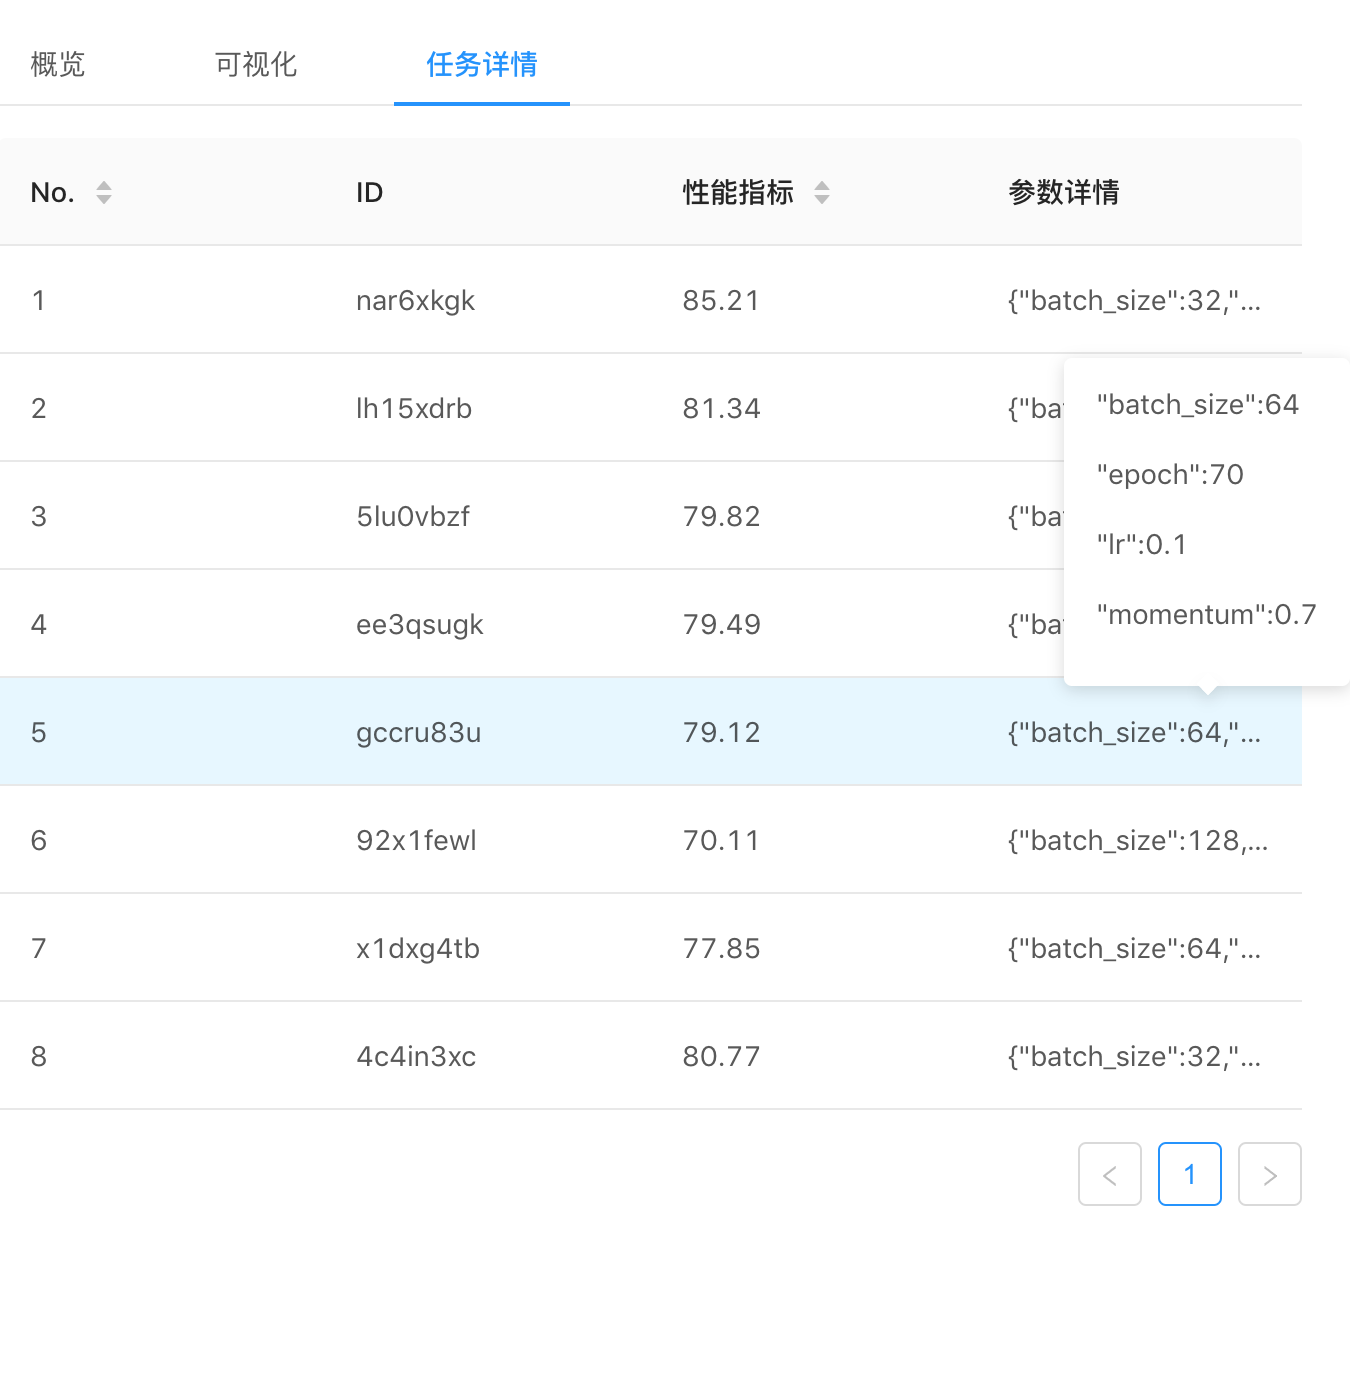 概览 可视化 任务详情
No. ID 性能指标 参数详情
1 nar6xkgk 85.21 {"batch_size":32,"...
2 lh15xdrb 81.34 {"ba
3 5lu0vbzf 79.82 {"ba
4 ee3qsugk 79.49 {"ba
"batch_size":64
"epoch":70
"lr":0.1
"momentum":0.7
5 gccru83u 79.12 {"batch_size":64,"...
6 92x1fewl 70.11 {"batch_size":128,...
7 x1dxg4tb 77.85 {"batch_size":64,"...
8 4c4in3xc 80.77 {"batch_size":32,"...
< 1 >